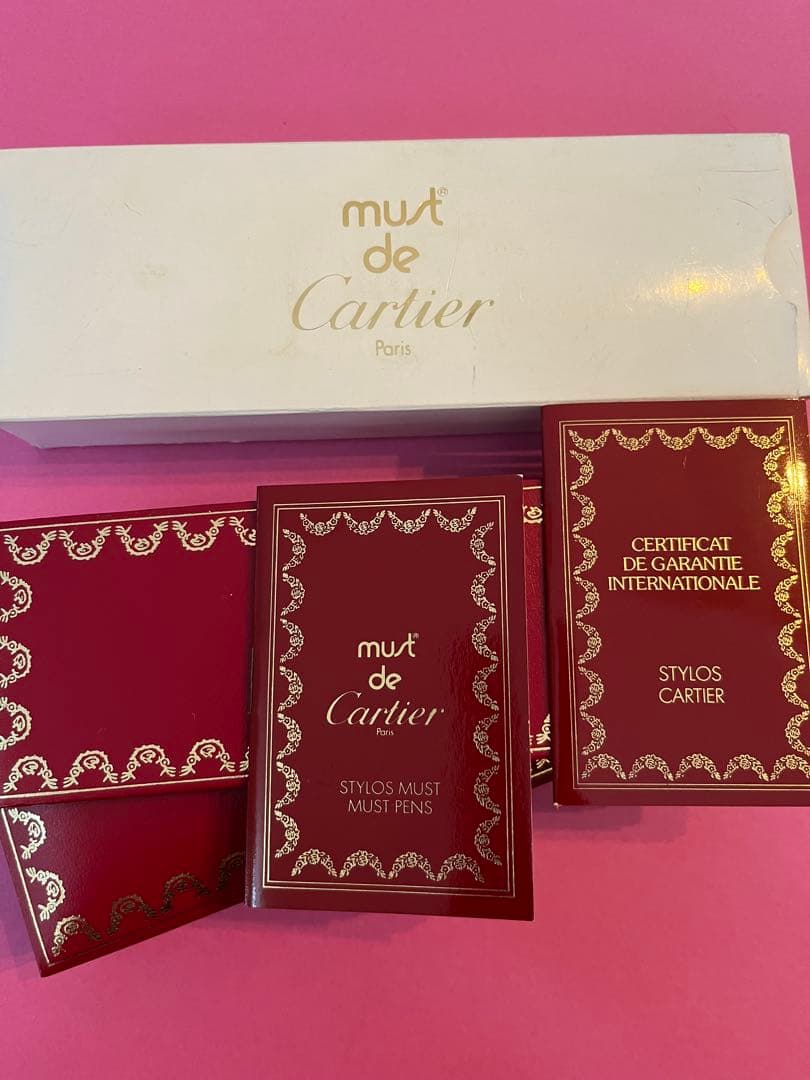 must®
de
Cartier
Paris
CERTIFICAT
DE GARANTIE
INTERNATIONALE
STYLOS
CARTIER
must®
de
Cartier
Paris
STYLOS MUST
MUST PENS